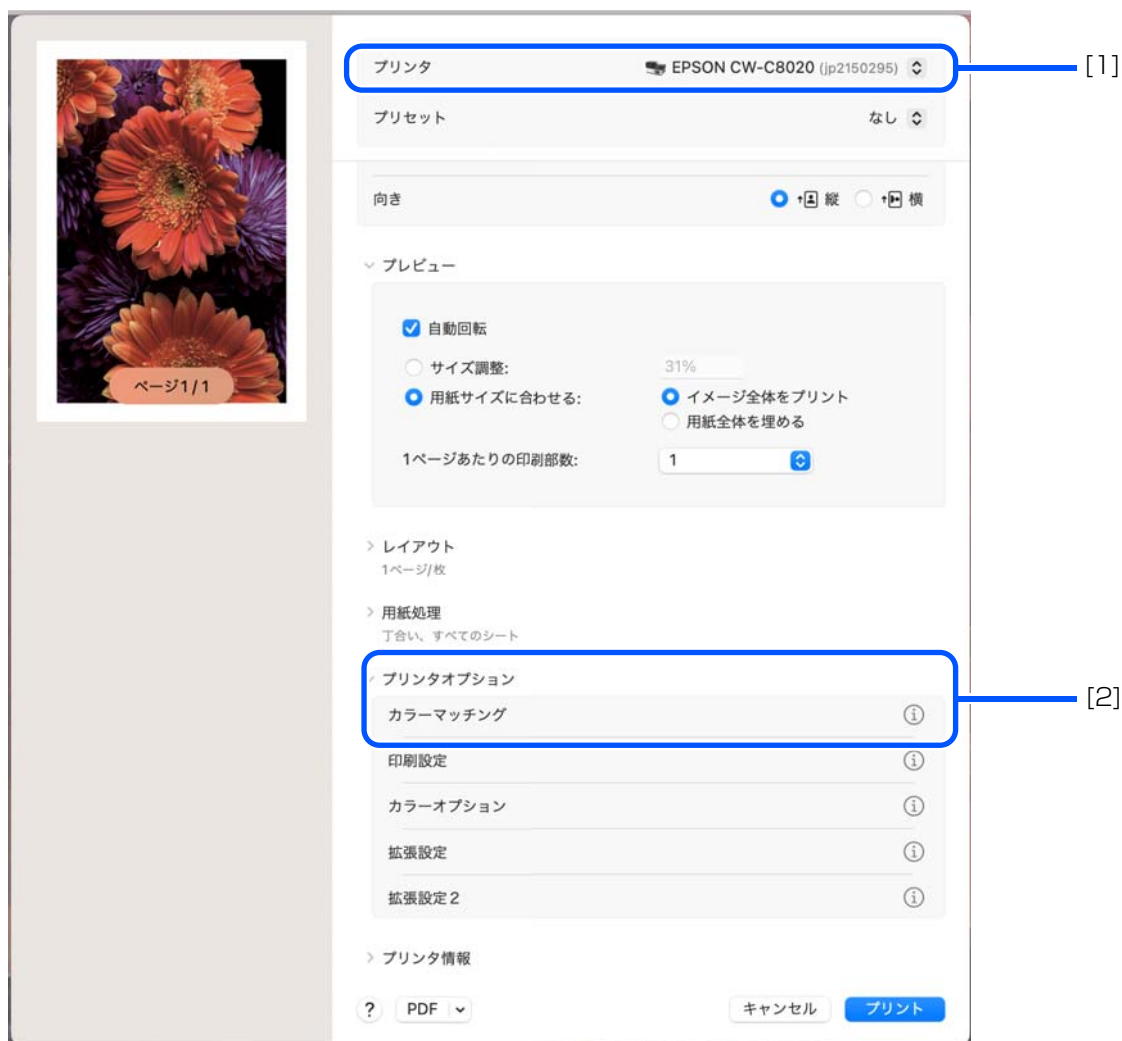 プリンタ EPSON CW-C8020 (jp2150295)
[1]
プリセット なし
向き 縦 横
プレビュー
自動回転
サイズ調整: 31%
用紙サイズに合わせる: イメージ全体をプリント
用紙全体を埋める
ページ1/1
1ページあたりの印刷部数: 1
レイアウト
1ページ/枚
用紙処理
丁合い、すべてのシート
プリンタオプション
カラーマッチング
[2]
印刷設定
カラーオプション
拡張設定
拡張設定2
プリンタ情報
? PDF キャンセル プリント